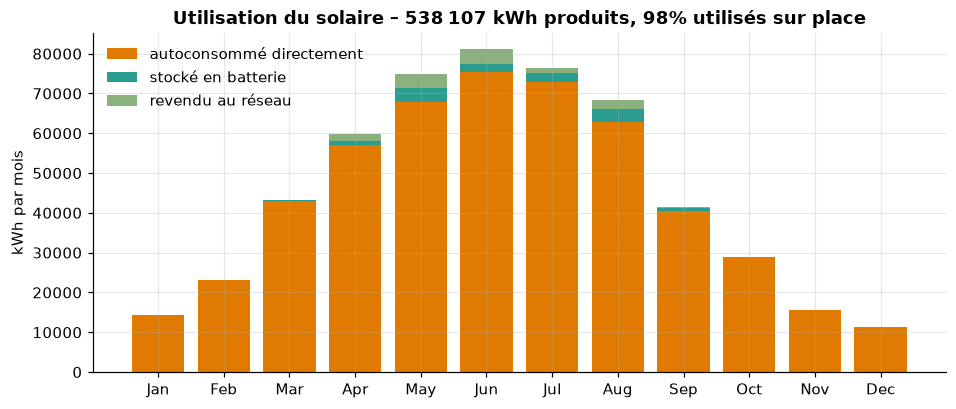 Utilisation du solaire – 538 107 kWh produits, 98% utilisés sur place
autoconsommé directement
stocké en batterie
revendu au réseau
kWh par mois
80000
70000
60000
50000
40000
30000
20000
10000
0
Jan Feb Mar Apr May Jun Jul Aug Sep Oct Nov Dec